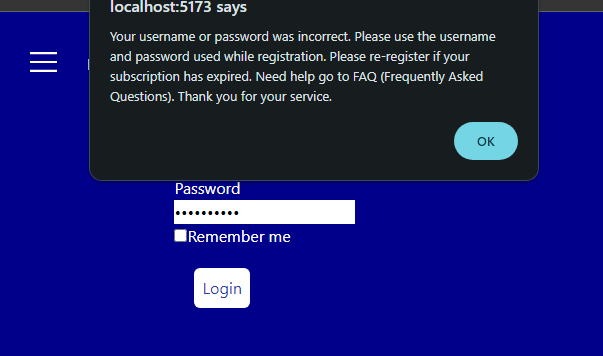 localhost:5173 says
Your username or password was incorrect. Please use the username
and password used while registration. Please re-register if your
subscription has expired. Need help go to FAQ (Frequently Asked
Questions). Thank you for your service.
OK
Password
••••••••••
Remember me
Login